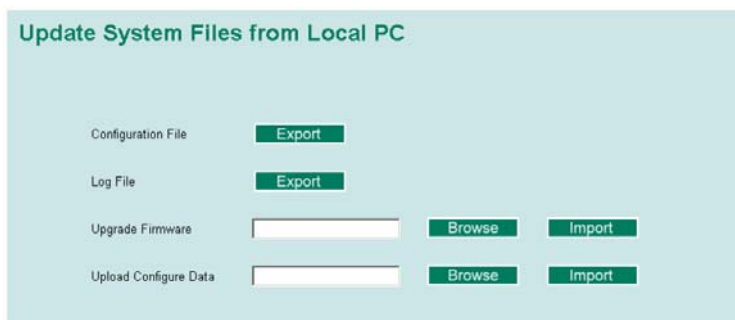 Update System Files from Local PC
Configuration File Export
Log File Export
Upgrade Firmware Browse Import
Upload Configure Data Browse Import